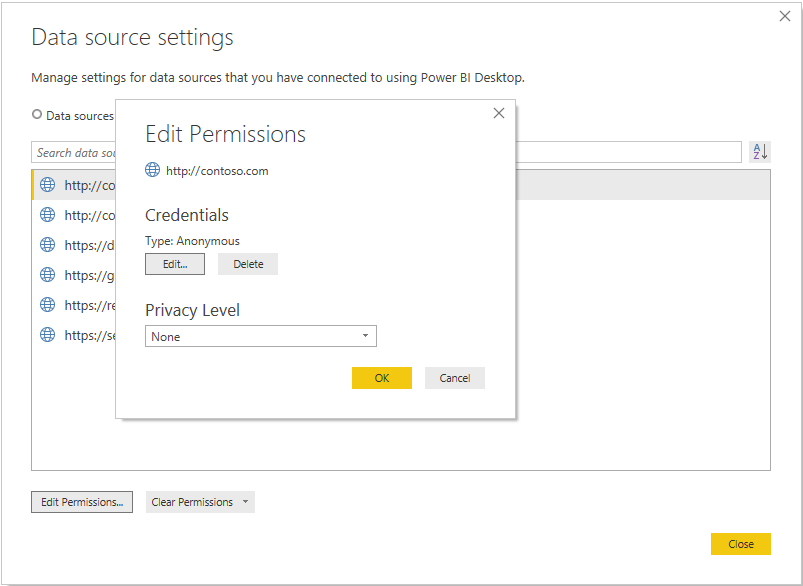 Data source settings
Manage settings for data sources that you have connected to using Power BI Desktop.
Data sources
Search data
Edit Permissions
http://contoso.com
Credentials
Type: Anonymous
Edit...
Delete
Privacy Level
None
OK
Cancel
A
Z
http://co
http://co
https://d
https://g
https://re
https://se
Edit Permissions...
Clear Permissions
Close